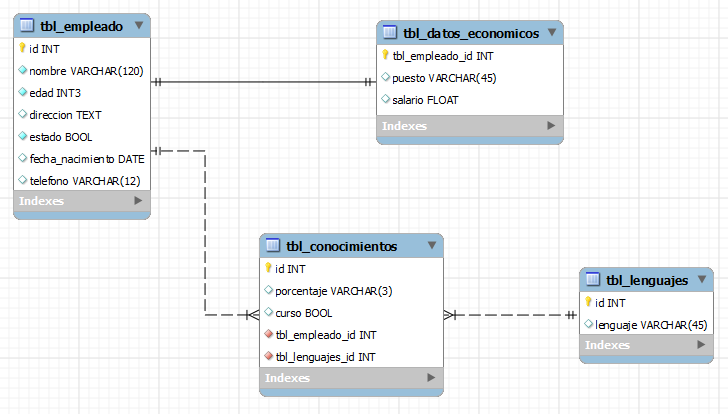 tbl_empleado
id INT
nombre VARCHAR(120)
edad INT3
direccion TEXT
estado BOOL
fecha_nacimiento DATE
telefono VARCHAR(12)
Indexes
tbl_datos_economicos
tbl_empleado_id INT
puesto VARCHAR(45)
salario FLOAT
Indexes
tbl_conocimientos
id INT
porcentaje VARCHAR(3)
curso BOOL
tbl_empleado_id INT
tbl_lenguajes_id INT
Indexes
tbl_lenguajes
id INT
lenguaje VARCHAR(45)
Indexes